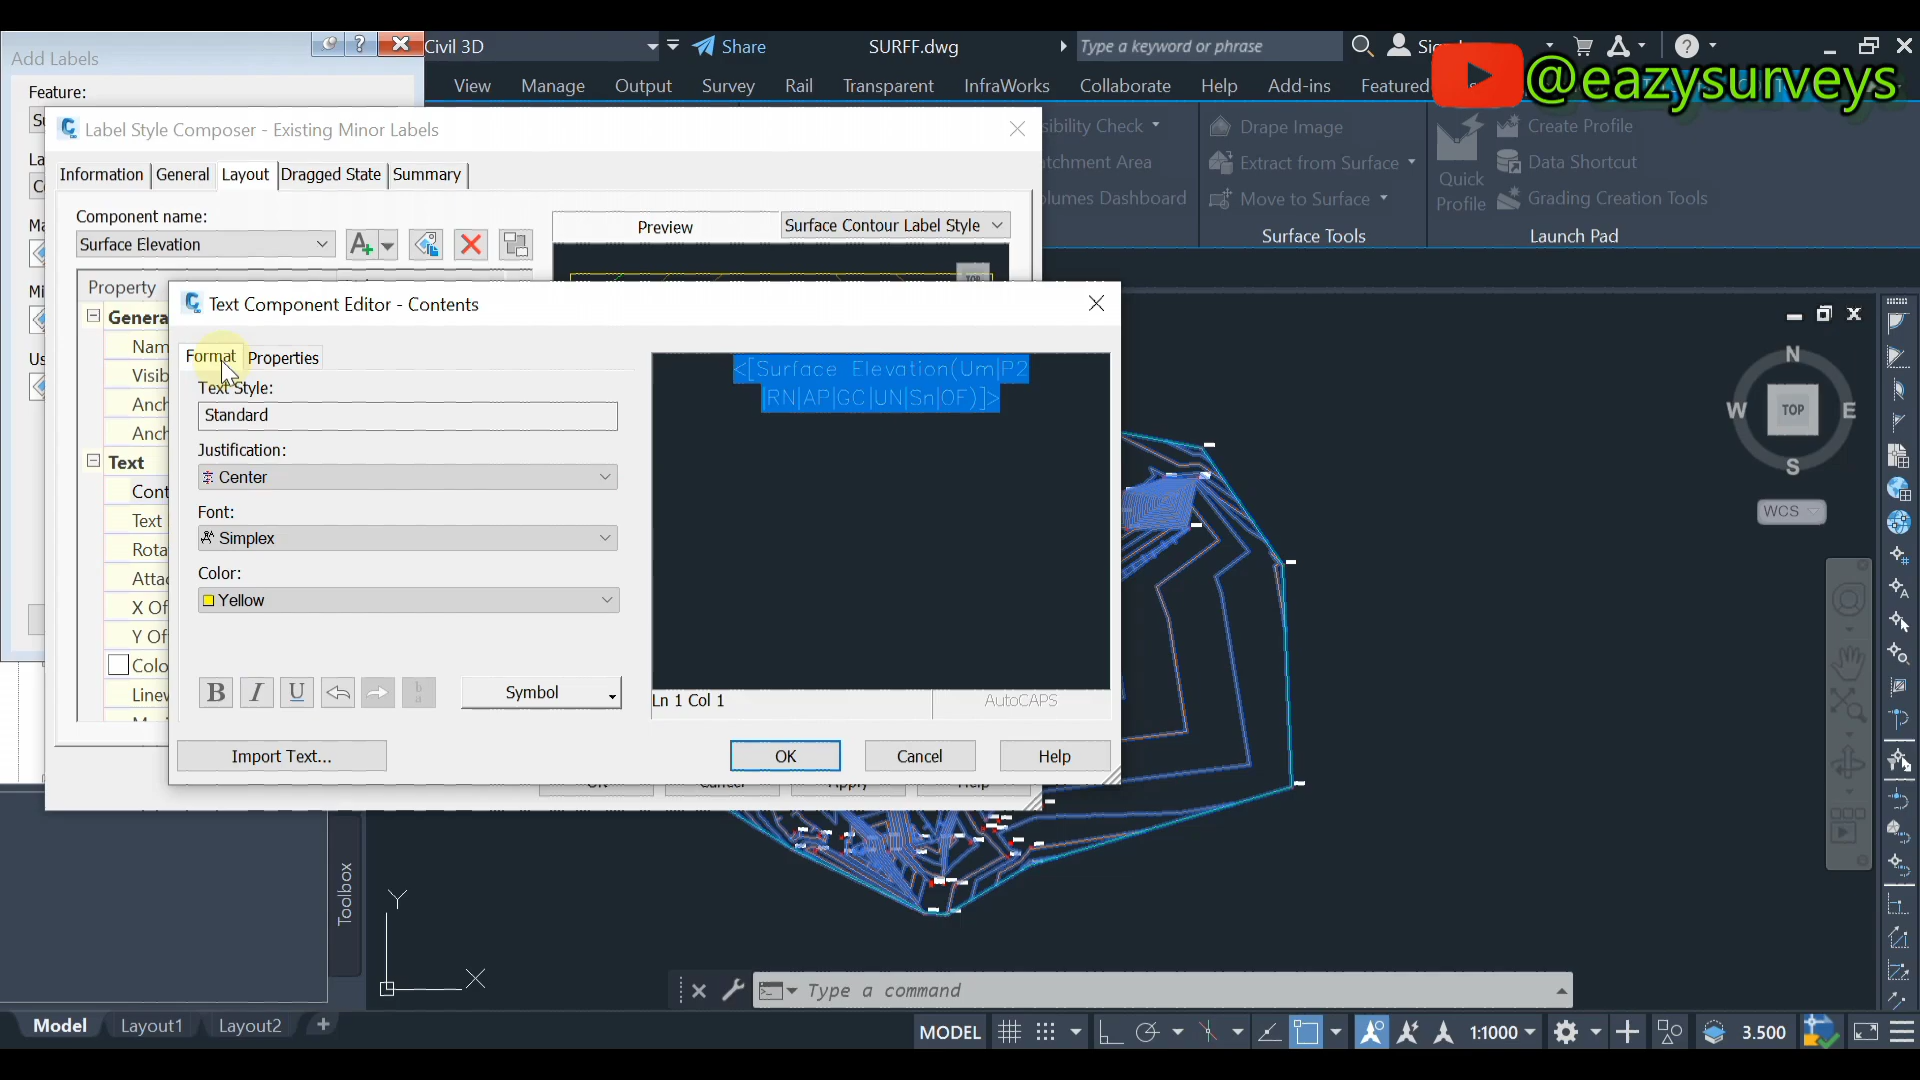 Add Labels
Civil 3D
Share
SURFF.dwg
Type a keyword or phrase
@eazysurveys
View Manage Output Survey Rail Transparent InfraWorks Collaborate Help Add-ins Featured
Feature:
Label Style Composer - Existing Minor Labels
Drape Image
Create Profile
Extract from Surface
Data Shortcut
Move to Surface
Quick Profile
Grading Creation Tools
Surface Tools
Launch Pad
Information General Layout Dragged State Summary
Component name:
Surface Elevation
Preview
Surface Contour Label Style
Property
Text Component Editor - Contents
Format Properties
Text Style:
Standard
Justification:
Center
Font:
Simplex
Color:
Yellow
B I U
Symbol
<[Surface Elevation(Um|P2
|RN|AP|GC|UN|Sn|OF)]>
Ln 1 Col 1
AutoCAPS
Import Text...
OK
Cancel
Help
Text
N
W TOP E
S
WCS
Toolbox
Y
X
Type a command
Model Layout1 Layout2
MODEL
1:1000
3.500